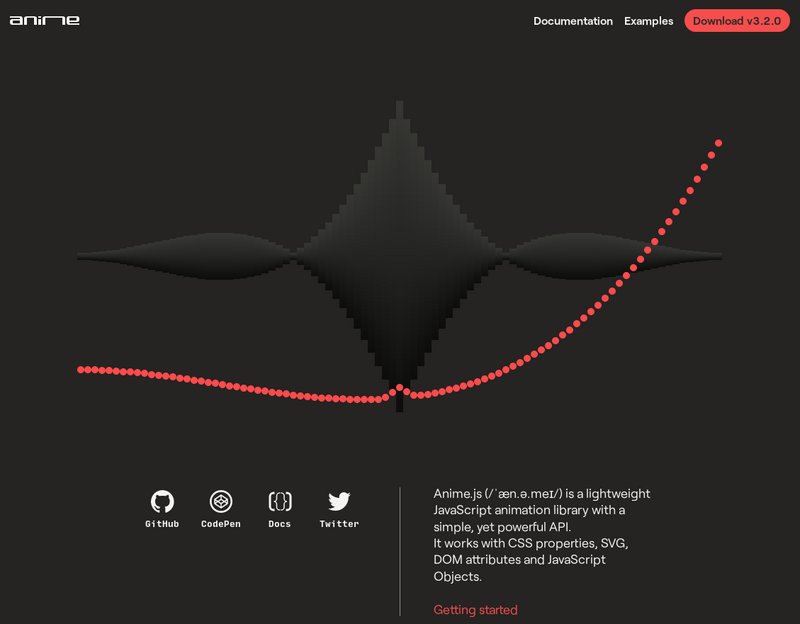 anime
Documentation
Examples
Download v3.2.0
GitHub
CodePen
Docs
Twitter
Anime.js (/ˈæn.ə.meɪ/) is a lightweight
JavaScript animation library with a
simple, yet powerful API.
It works with CSS properties, SVG,
DOM attributes and JavaScript
Objects.
Getting started